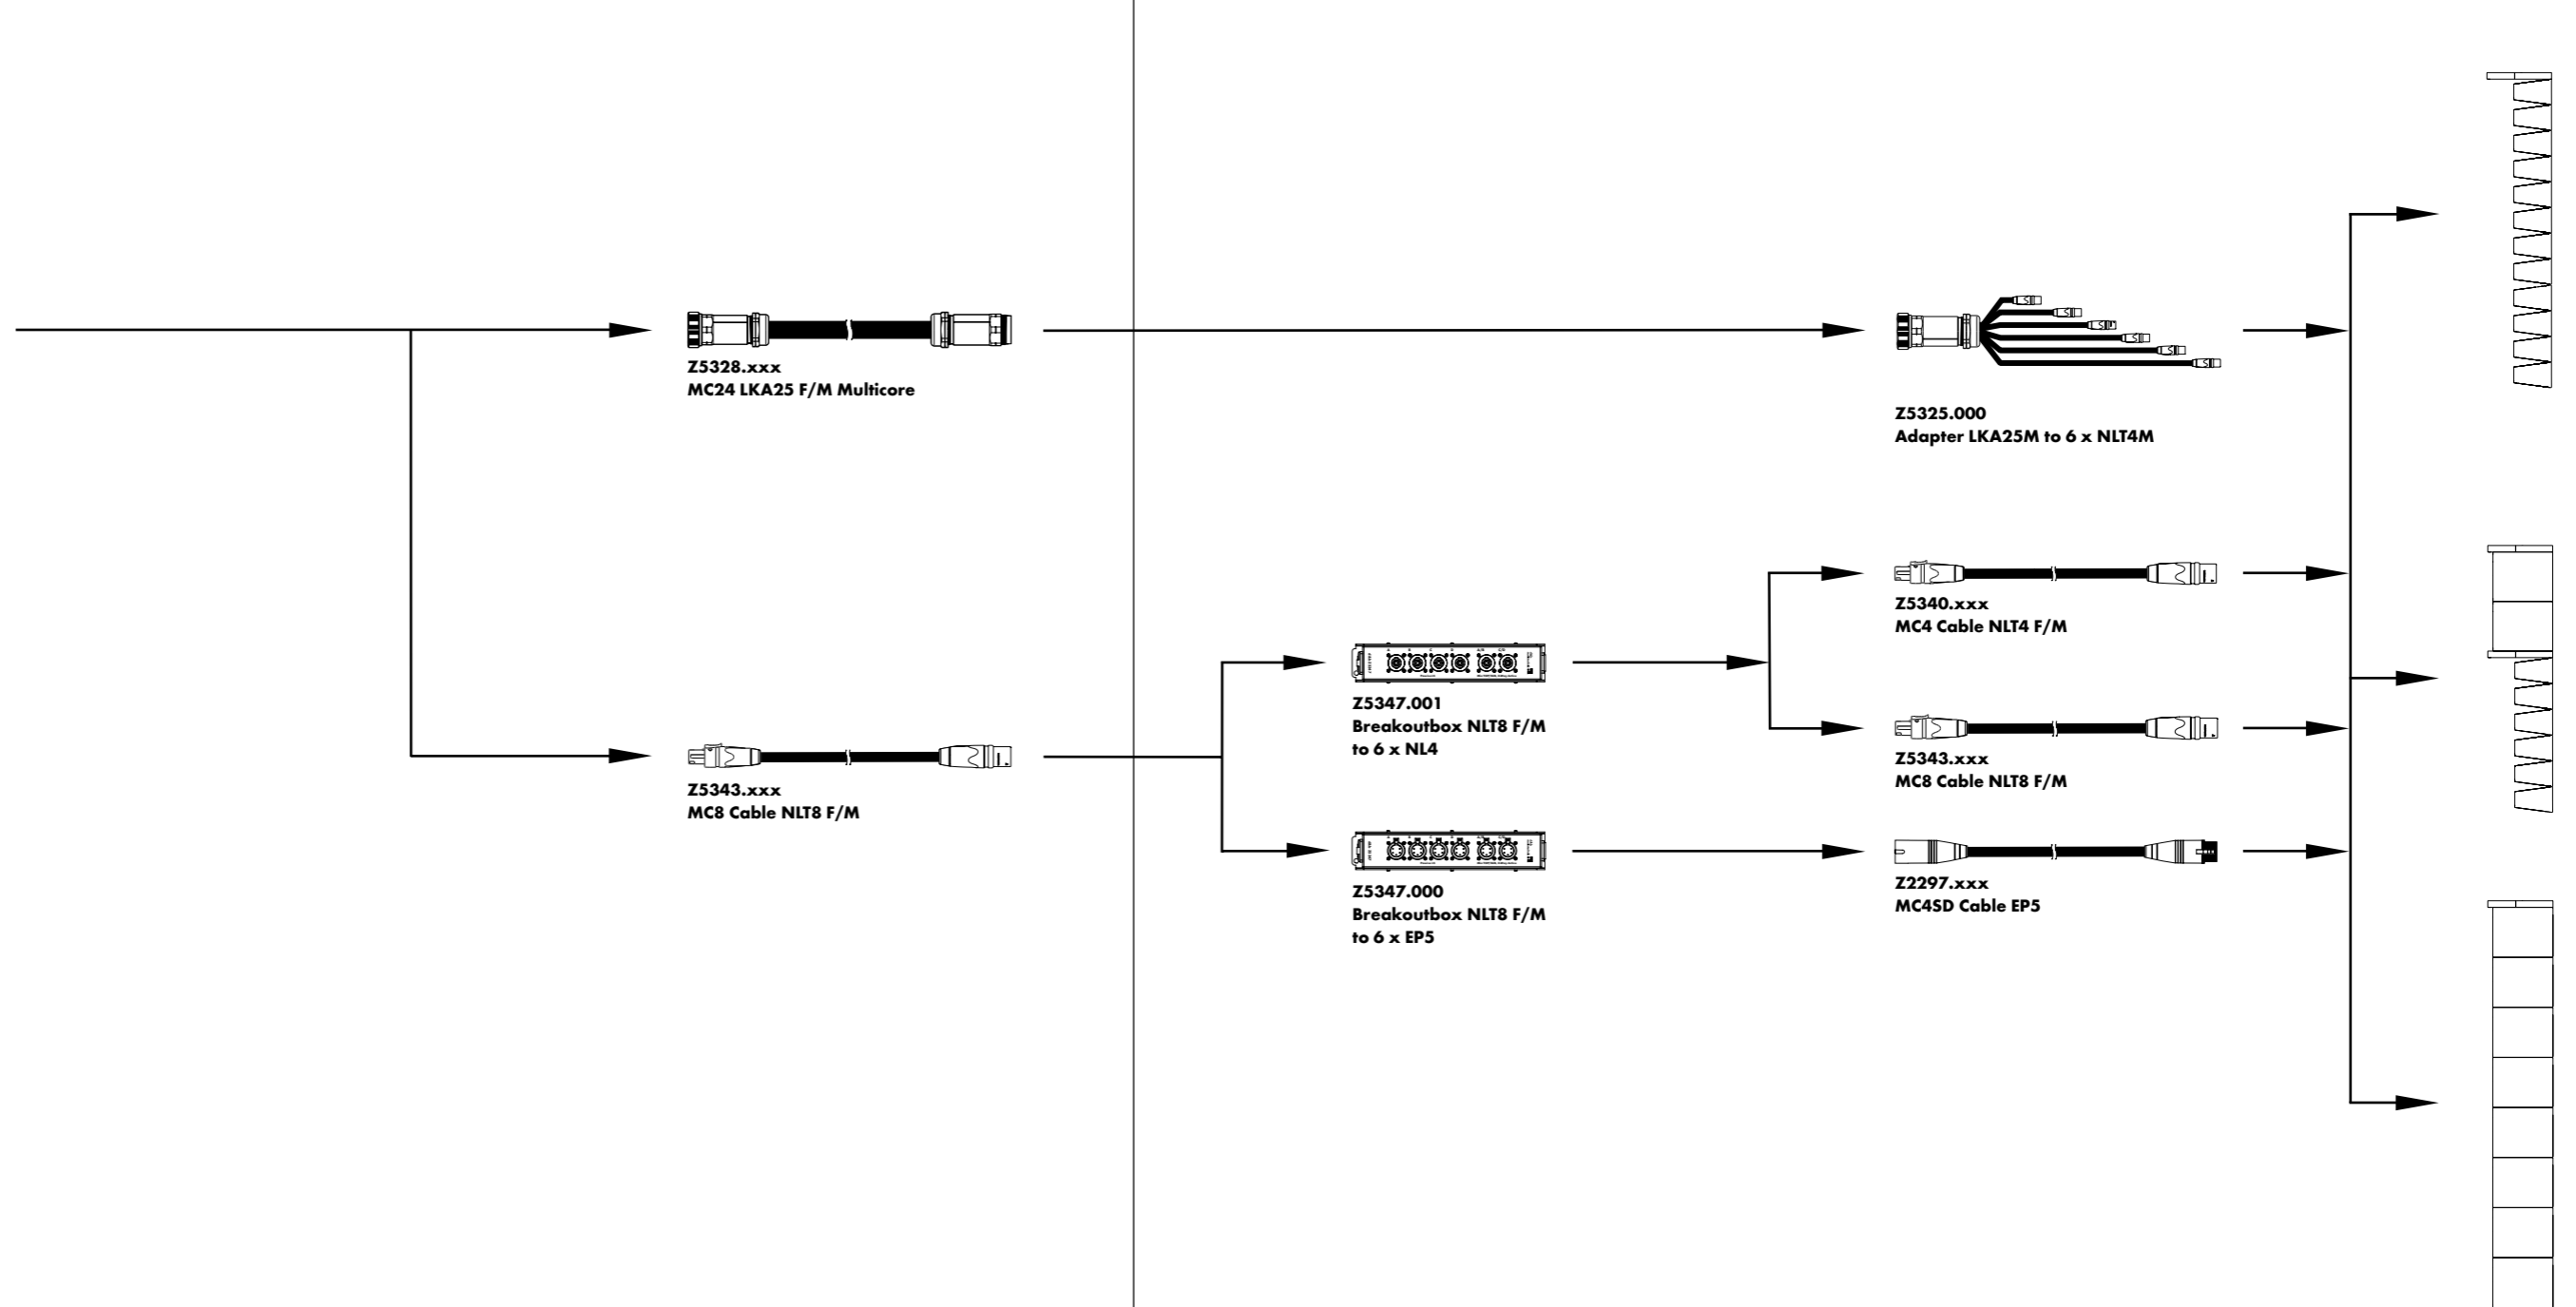 Z5328.xxx
MC24 LKA25 F/M Multicore
Z5325.000
Adapter LKA25M to 6 x NLT4M
Z5340.xxx
MC4 Cable NLT4 F/M
Z5347.001
Breakoutbox NLT8 F/M
to 6 x NL4
Z5343.xxx
MC8 Cable NLT8 F/M
Z5343.xxx
MC8 Cable NLT8 F/M
Z5347.000
Breakoutbox NLT8 F/M
to 6 x EP5
Z2297.xxx
MC4SD Cable EP5